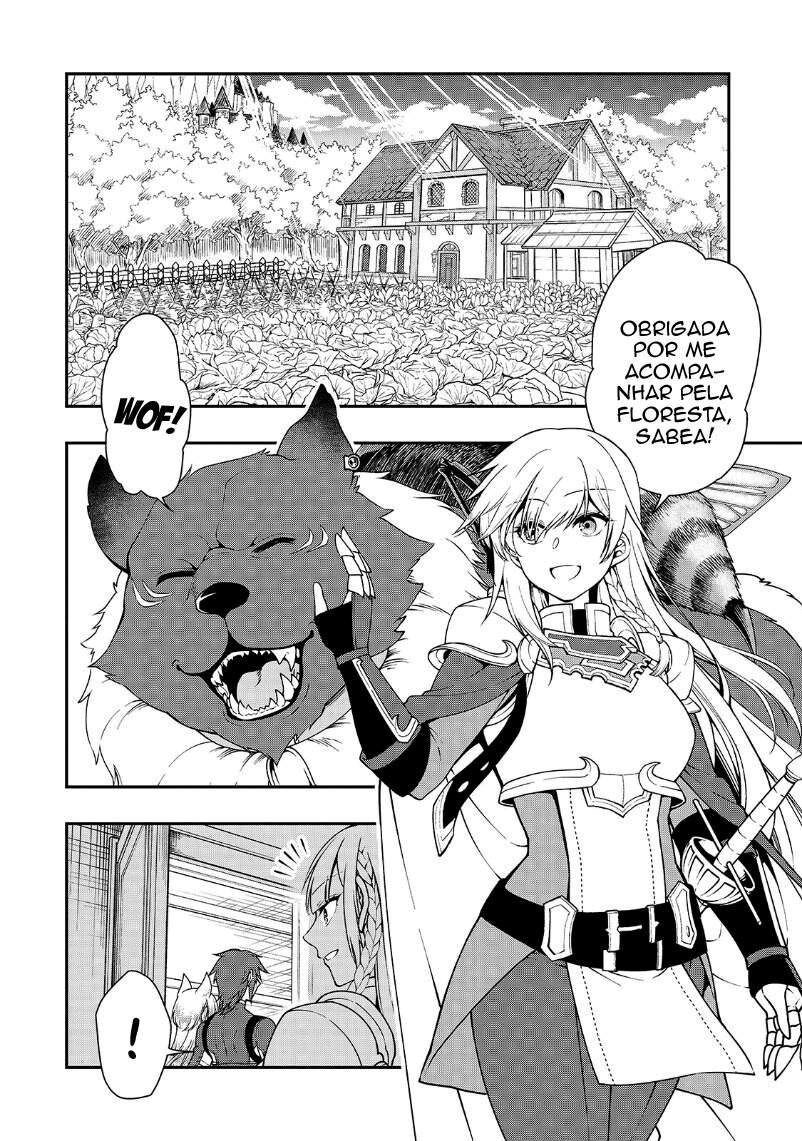 OBRIGADA
POR ME
ACOMPA-
NHAR PELA
FLORESTA,
SABEA!
WOF!
!